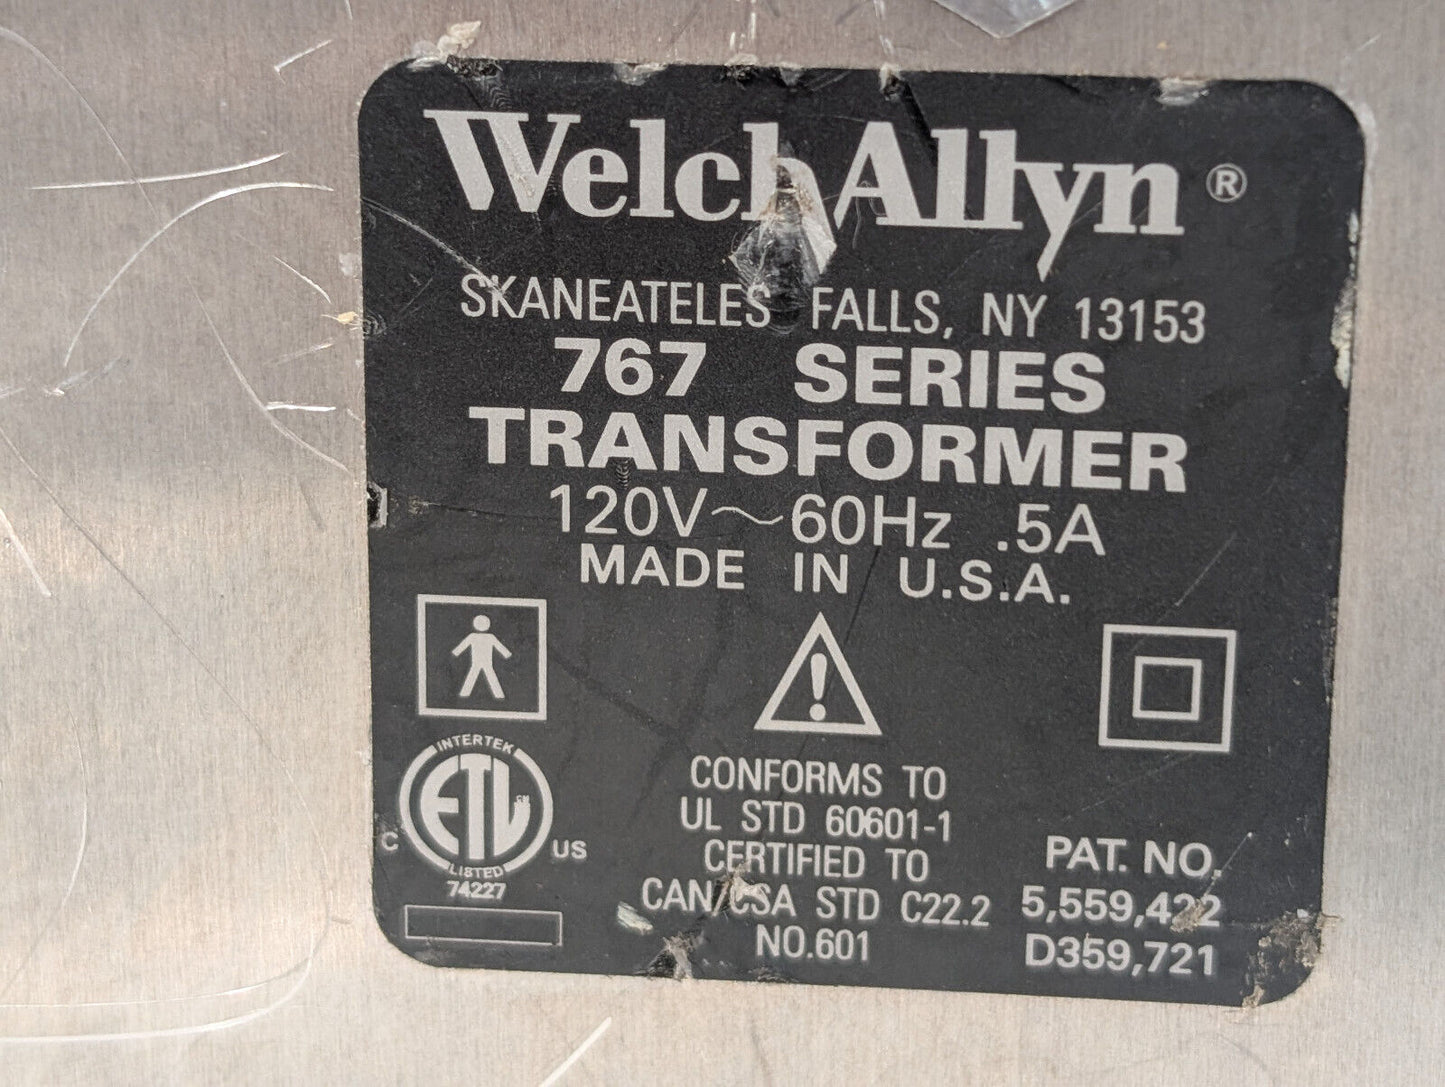 WelchAllyn®
SKANEATELES FALLS, NY 13153
767 SERIES
TRANSFORMER
120V~60Hz .5A
MADE IN U.S.A.
INTERTEK
ETL
CM
C US
LISTED
74227
CONFORMS TO
UL STD 60601-1
CERTIFIED TO
CAN/CSA STD C22.2
NO.601
PAT. NO.
5,559,422
D359,721